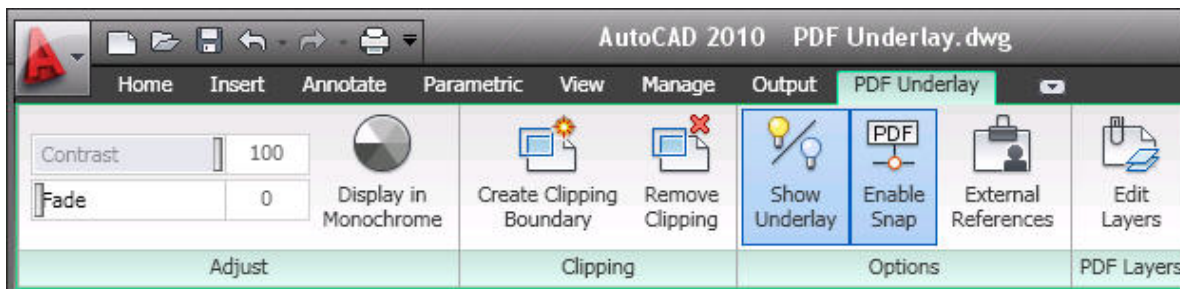 AutoCAD 2010 PDF Underlay.dwg
Home Insert Annotate Parametric View Manage Output PDF Underlay
Contrast 100
Fade 0
Display in
Monochrome
Create Clipping
Boundary
Remove
Clipping
Show
Underlay
PDF
Enable
Snap
External
References
Edit
Layers
Adjust Clipping Options PDF Layers